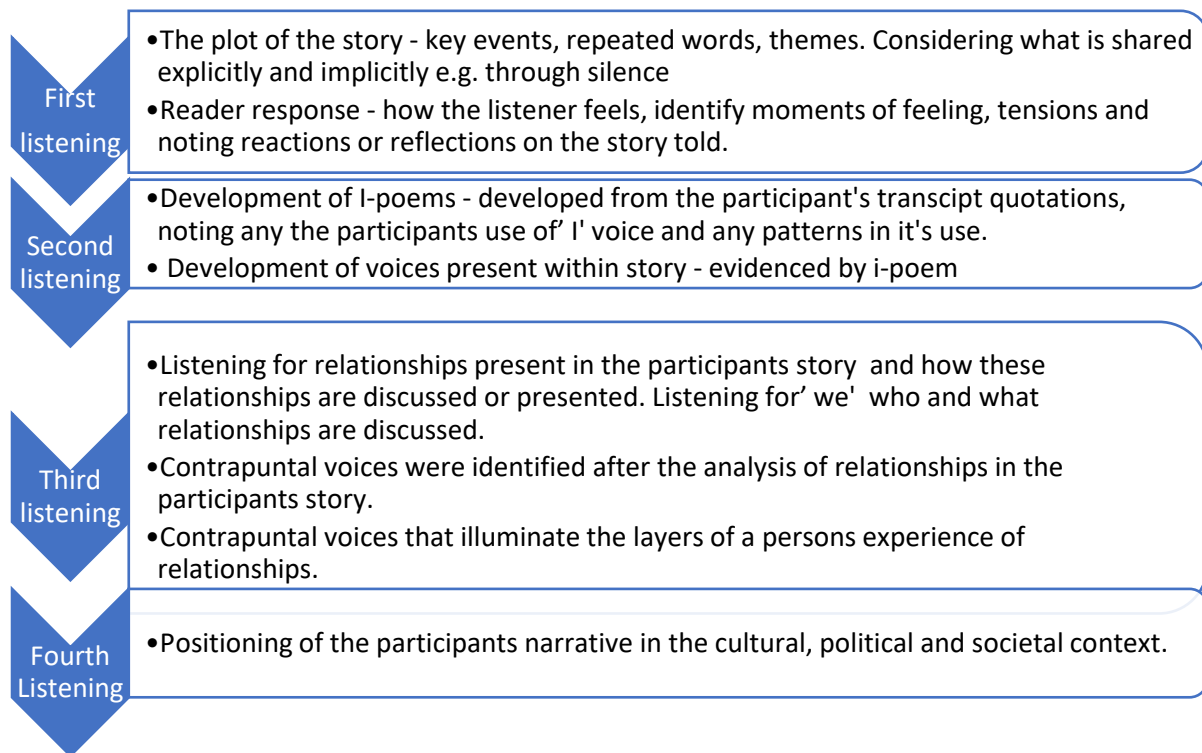 First
listening
•The plot of the story - key events, repeated words, themes. Considering what is shared
explicitly and implicitly e.g. through silence
•Reader response - how the listener feels, identify moments of feeling, tensions and
noting reactions or reflections on the story told.
Second
listening
•Development of I-poems - developed from the participant's transcipt quotations,
noting any the participants use of’ I' voice and any patterns in it's use.
• Development of voices present within story - evidenced by i-poem
Third
listening
•Listening for relationships present in the participants story and how these
relationships are discussed or presented. Listening for’ we' who and what
relationships are discussed.
•Contrapuntal voices were identified after the analysis of relationships in the
participants story.
•Contrapuntal voices that illuminate the layers of a persons experience of
relationships.
Fourth
Listening
•Positioning of the participants narrative in the cultural, political and societal context.